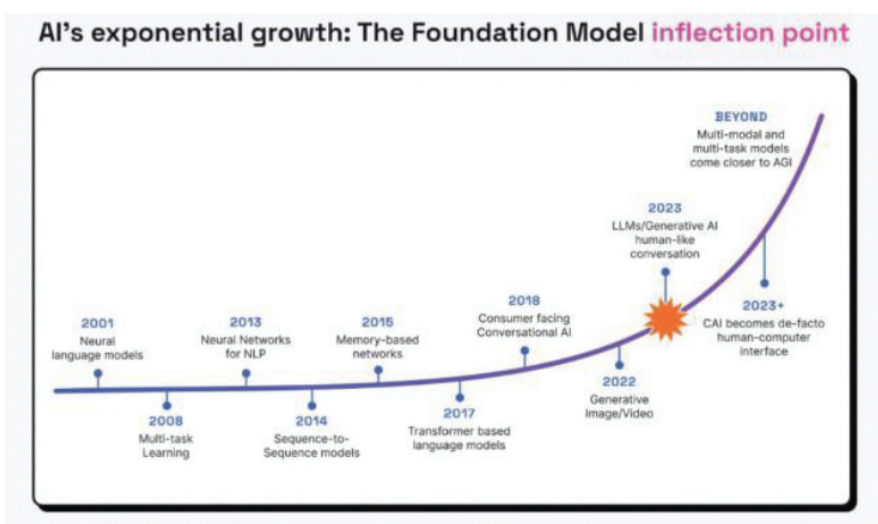 AI's exponential growth: The Foundation Model inflection point
BEYOND
Multi-modal and
multi-task models
come closer to AGI
2023
LLMs/Generative AI
human-like
conversation
2018
Consumer facing
Conversational AI
2001
Neural
language models
2013
Neural Networks
for NLP
2015
Memory-based
networks
2023+
CAI becomes de-facto
human-computer
interface
2022
Generative
Image/Video
2008
Multi-task
Learning
2014
Sequence-to-
Sequence models
2017
Transformer based
language models